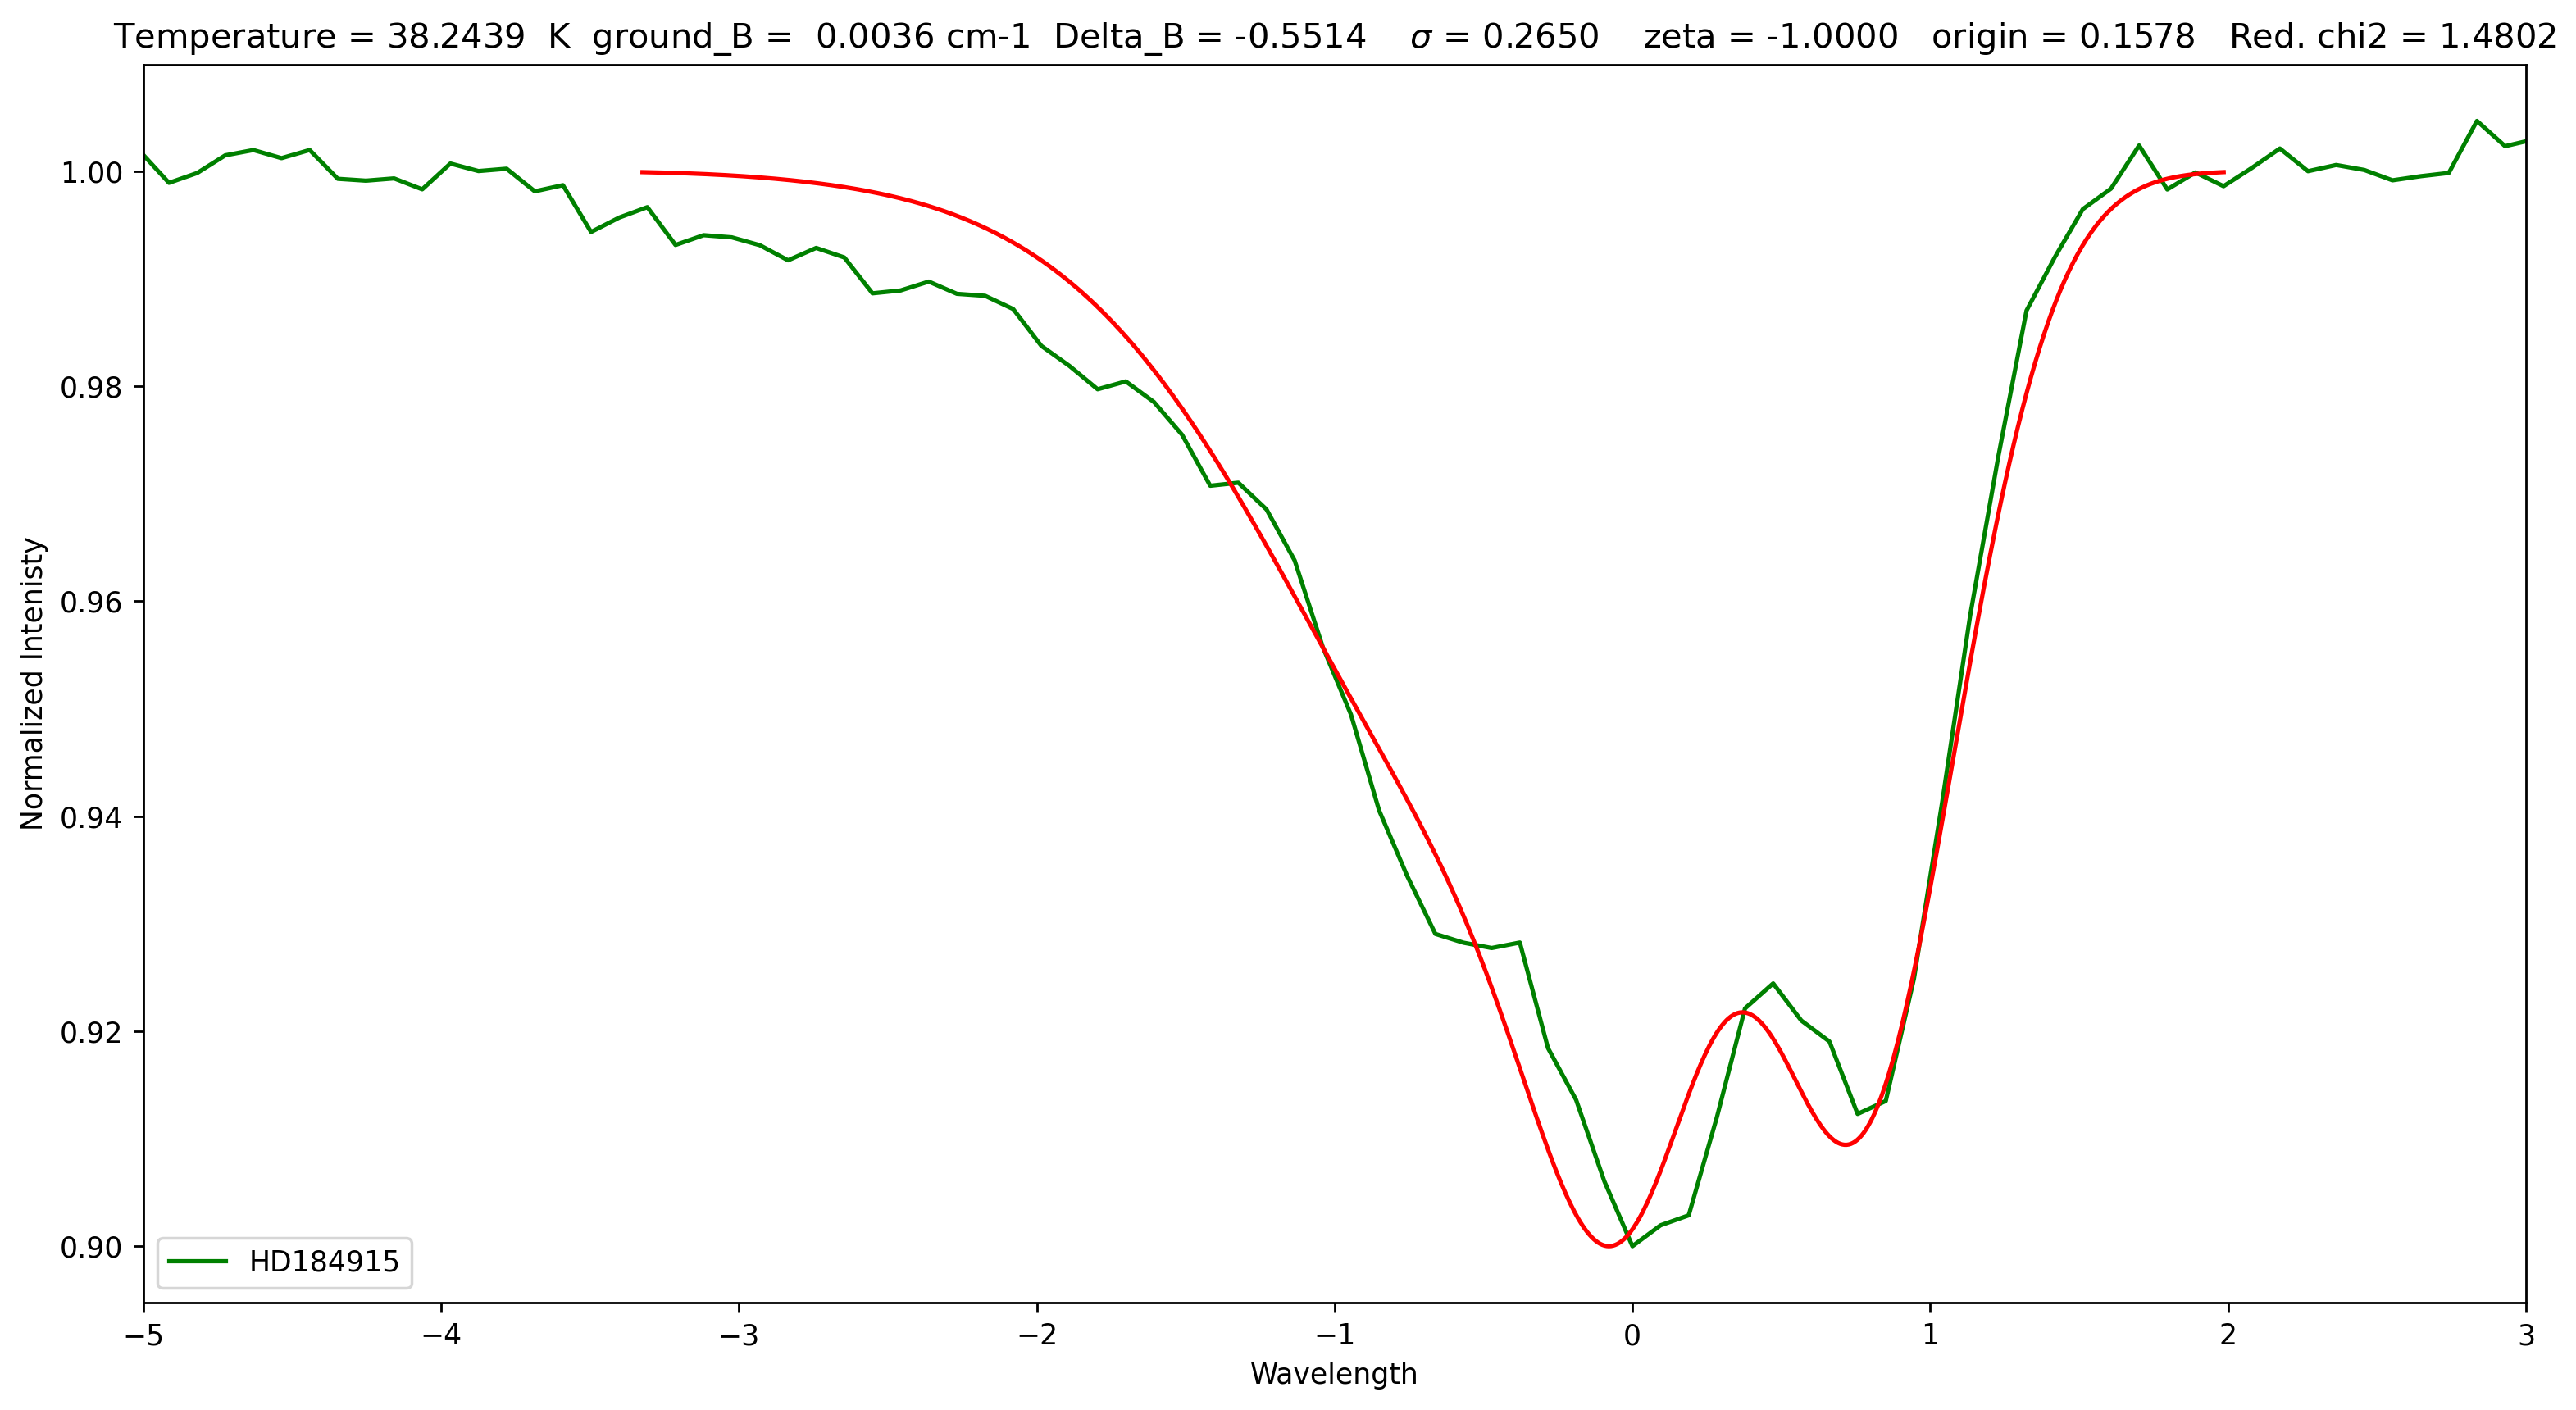 Temperature = 38.2439 K ground_B = 0.0036 cm-1 Delta_B = -0.5514 σ = 0.2650 zeta = -1.0000 origin = 0.1578 Red. chi2 = 1.4802
1.00
0.98
0.96
0.94
0.92
0.90
Normalized Intenisty
HD184915
−5 −4 −3 −2 −1 0 1 2 3
Wavelength